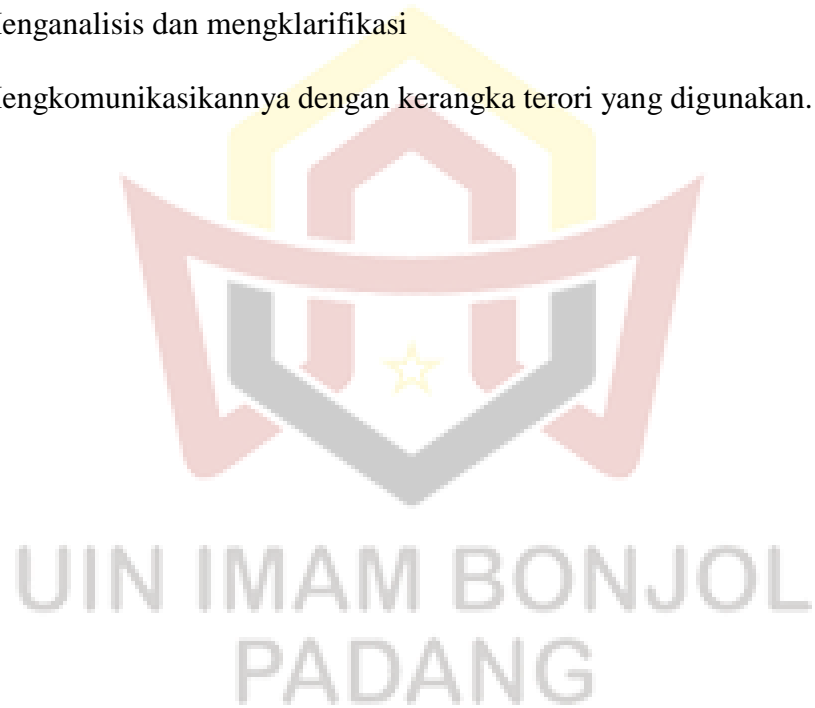 enganalisis dan mengklarifikasi
engkomunikasikannya dengan kerangka terori yang digunakan.
UIN IMAM BONJOL
PADANG